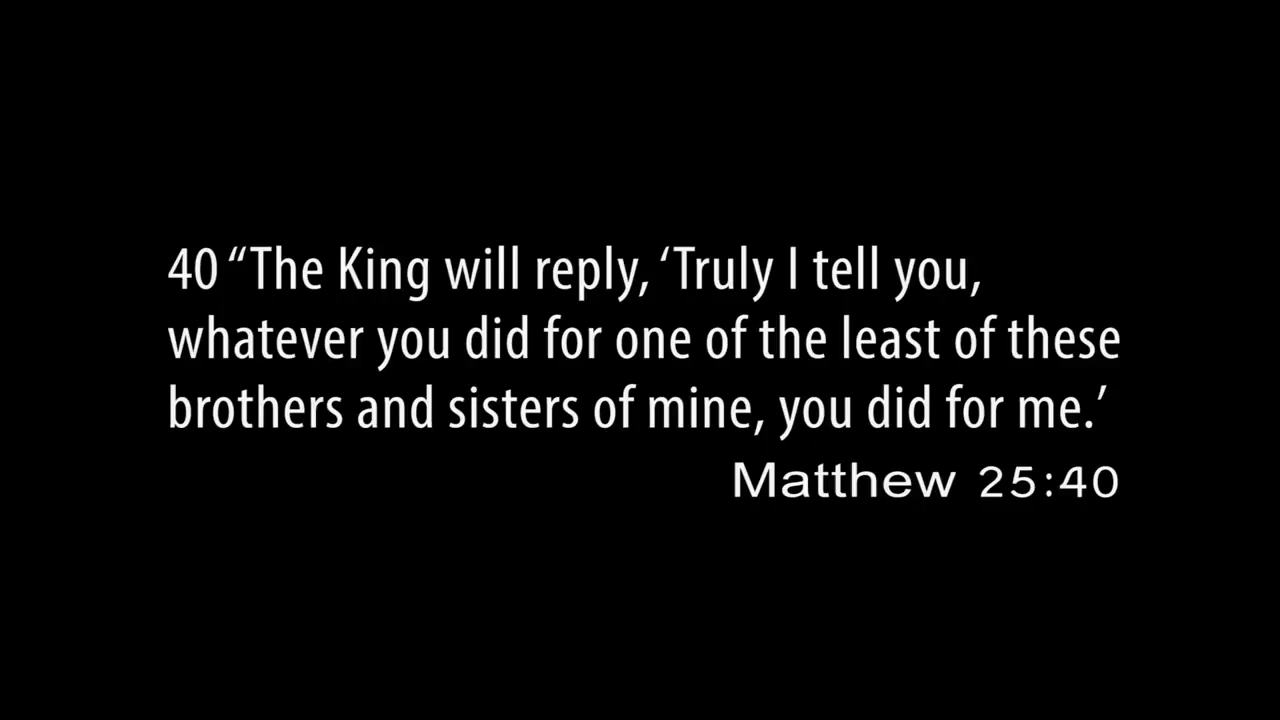 40 “The King will reply, ‘Truly I tell you,
whatever you did for one of the least of these
brothers and sisters of mine, you did for me.’
Matthew 25:40